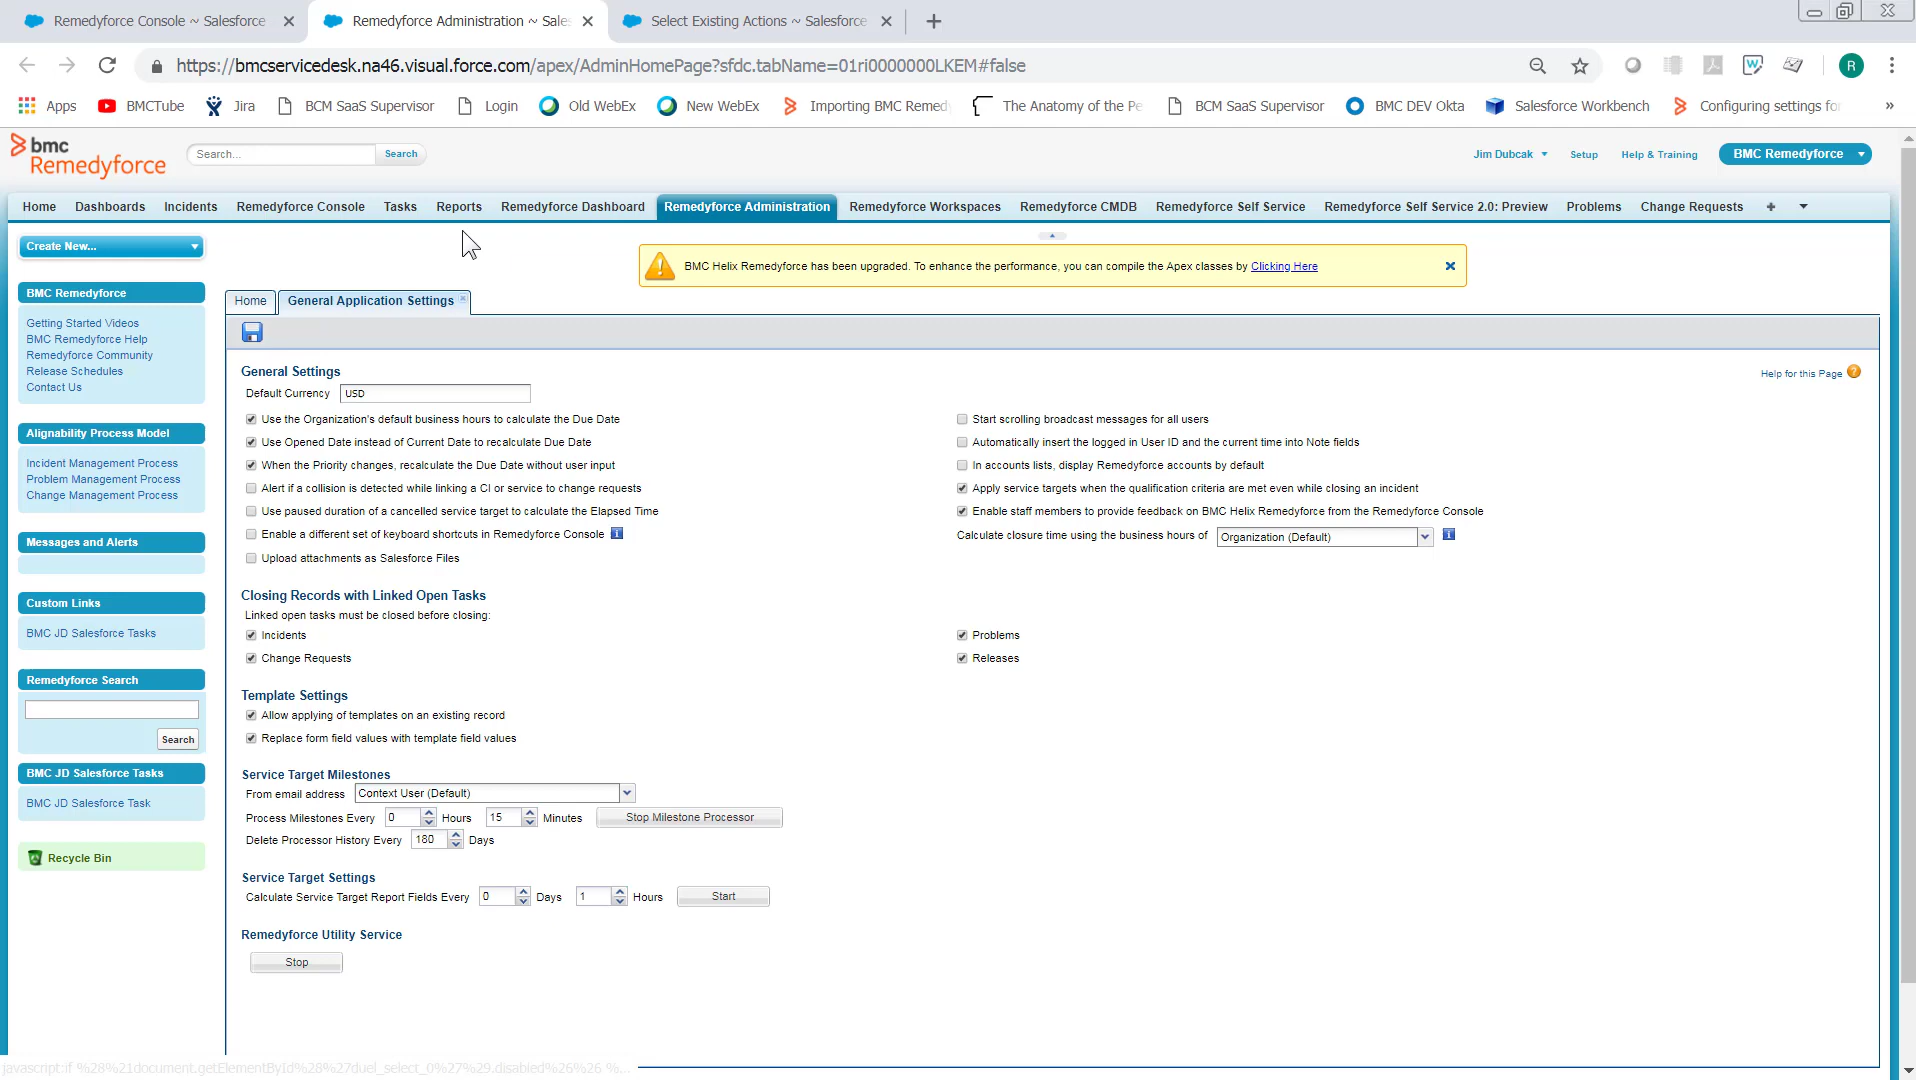 Remedyforce Console ~ Salesforce
Remedyforce Administration ~ Sales
Select Existing Actions ~ Salesforce
https://bmcservicedesk.na46.visual.force.com/apex/AdminHomePage?sfdc.tabName=01ri0000000LKEM#false
R
Apps
BMCTube
Jira
BCM SaaS Supervisor
Login
Old WebEx
New WebEx
Importing BMC Remed
The Anatomy of the Pe
BCM SaaS Supervisor
BMC DEV Okta
Salesforce Workbench
Configuring settings for
»
bmc
Remedyforce
Search...
Search
Jim Dubcak
Setup
Help & Training
BMC Remedyforce
Home
Dashboards
Incidents
Remedyforce Console
Tasks
Reports
Remedyforce Dashboard
Remedyforce Administration
Remedyforce Workspaces
Remedyforce CMDB
Remedyforce Self Service
Remedyforce Self Service 2.0: Preview
Problems
Change Requests
+
Create New...
BMC Remedyforce
Getting Started Videos
BMC Remedyforce Help
Remedyforce Community
Release Schedules
Contact Us
Alignability Process Model
Incident Management Process
Problem Management Process
Change Management Process
Messages and Alerts
Custom Links
BMC JD Salesforce Tasks
Remedyforce Search
Search
BMC JD Salesforce Tasks
BMC JD Salesforce Task
Recycle Bin
BMC Helix Remedyforce has been upgraded. To enhance the performance, you can compile the Apex classes by Clicking Here
Home
General Application Settings
General Settings
Help for this Page
Default Currency USD
Use the Organization's default business hours to calculate the Due Date
Start scrolling broadcast messages for all users
Use Opened Date instead of Current Date to recalculate Due Date
Automatically insert the logged in User ID and the current time into Note fields
When the Priority changes, recalculate the Due Date without user input
In accounts lists, display Remedyforce accounts by default
Alert if a collision is detected while linking a CI or service to change requests
Apply service targets when the qualification criteria are met even while closing an incident
Use paused duration of a cancelled service target to calculate the Elapsed Time
Enable staff members to provide feedback on BMC Helix Remedyforce from the Remedyforce Console
Enable a different set of keyboard shortcuts in Remedyforce Console
Calculate closure time using the business hours of Organization (Default)
Upload attachments as Salesforce Files
Closing Records with Linked Open Tasks
Linked open tasks must be closed before closing:
Incidents
Problems
Change Requests
Releases
Template Settings
Allow applying of templates on an existing record
Replace form field values with template field values
Service Target Milestones
From email address Context User (Default)
Process Milestones Every 0 Hours 15 Minutes Stop Milestone Processor
Delete Processor History Every 180 Days
Service Target Settings
Calculate Service Target Report Fields Every 0 Days 1 Hours Start
Remedyforce Utility Service
Stop
javascript:if %28%21document.getElementById%28%27duel_select_0%27%29.disabled%26%26 %...